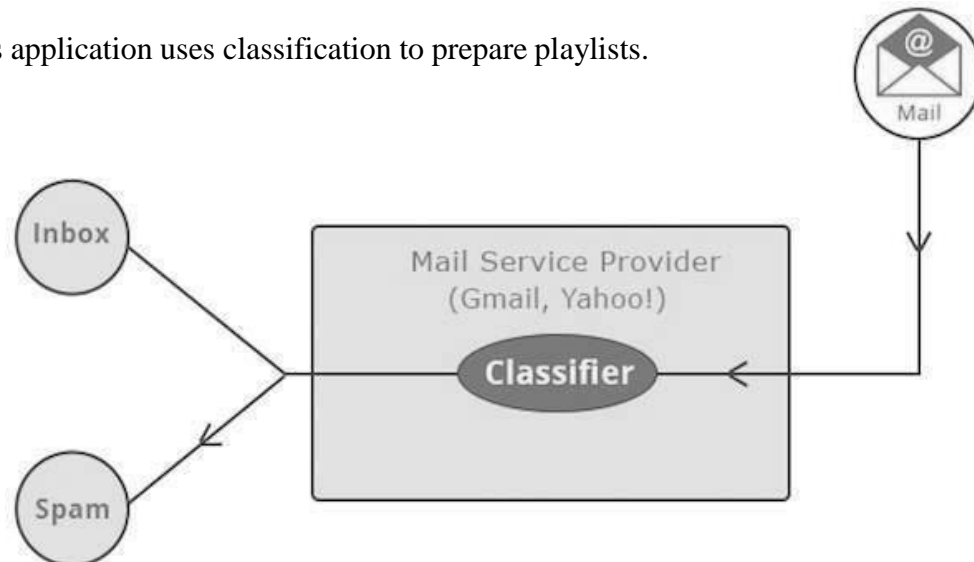 application uses classification to prepare playlists.
@
Mail
Inbox
Mail Service Provider
(Gmail, Yahoo!)
Classifier
Spam